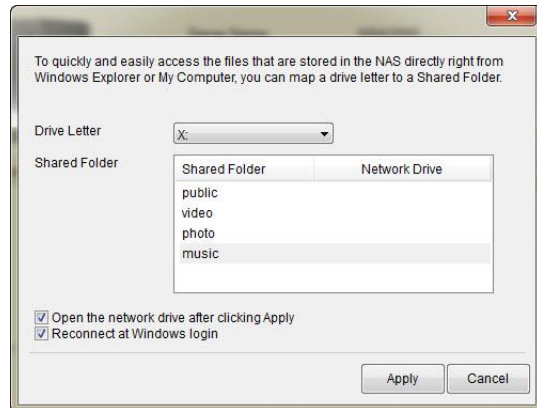 To quickly and easily access the files that are stored in the NAS directly right from
Windows Explorer or My Computer, you can map a drive letter to a Shared Folder.
Drive Letter
X:
Shared Folder
Shared Folder Network Drive
public
video
photo
music
Open the network drive after clicking Apply
Reconnect at Windows login
Apply Cancel